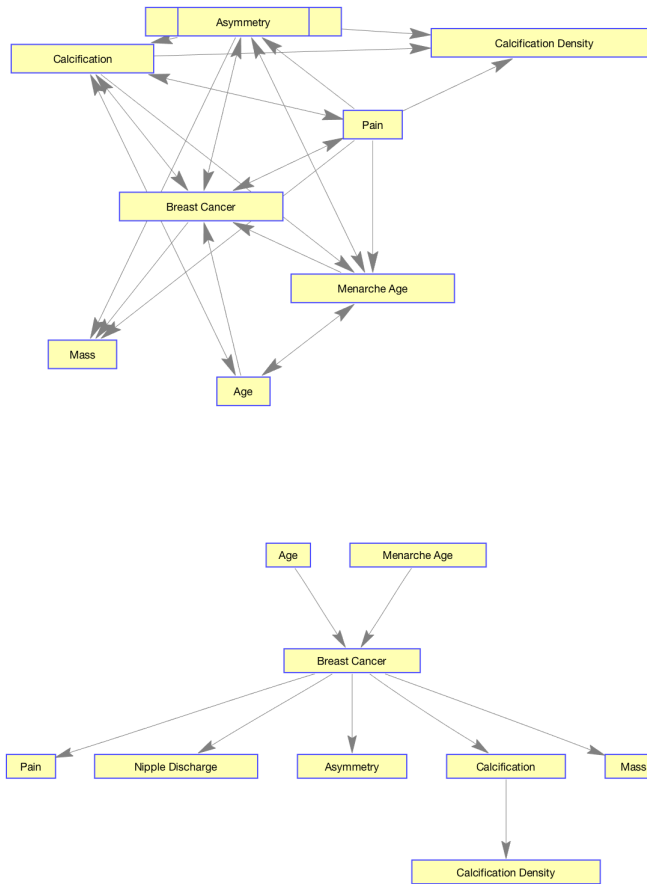 Asymmetry
Calcification Density
Calcification
Pain
Breast Cancer
Menarche Age
Mass
Age
Age
Menarche Age
Breast Cancer
Pain
Nipple Discharge
Asymmetry
Calcification
Mass
Calcification Density